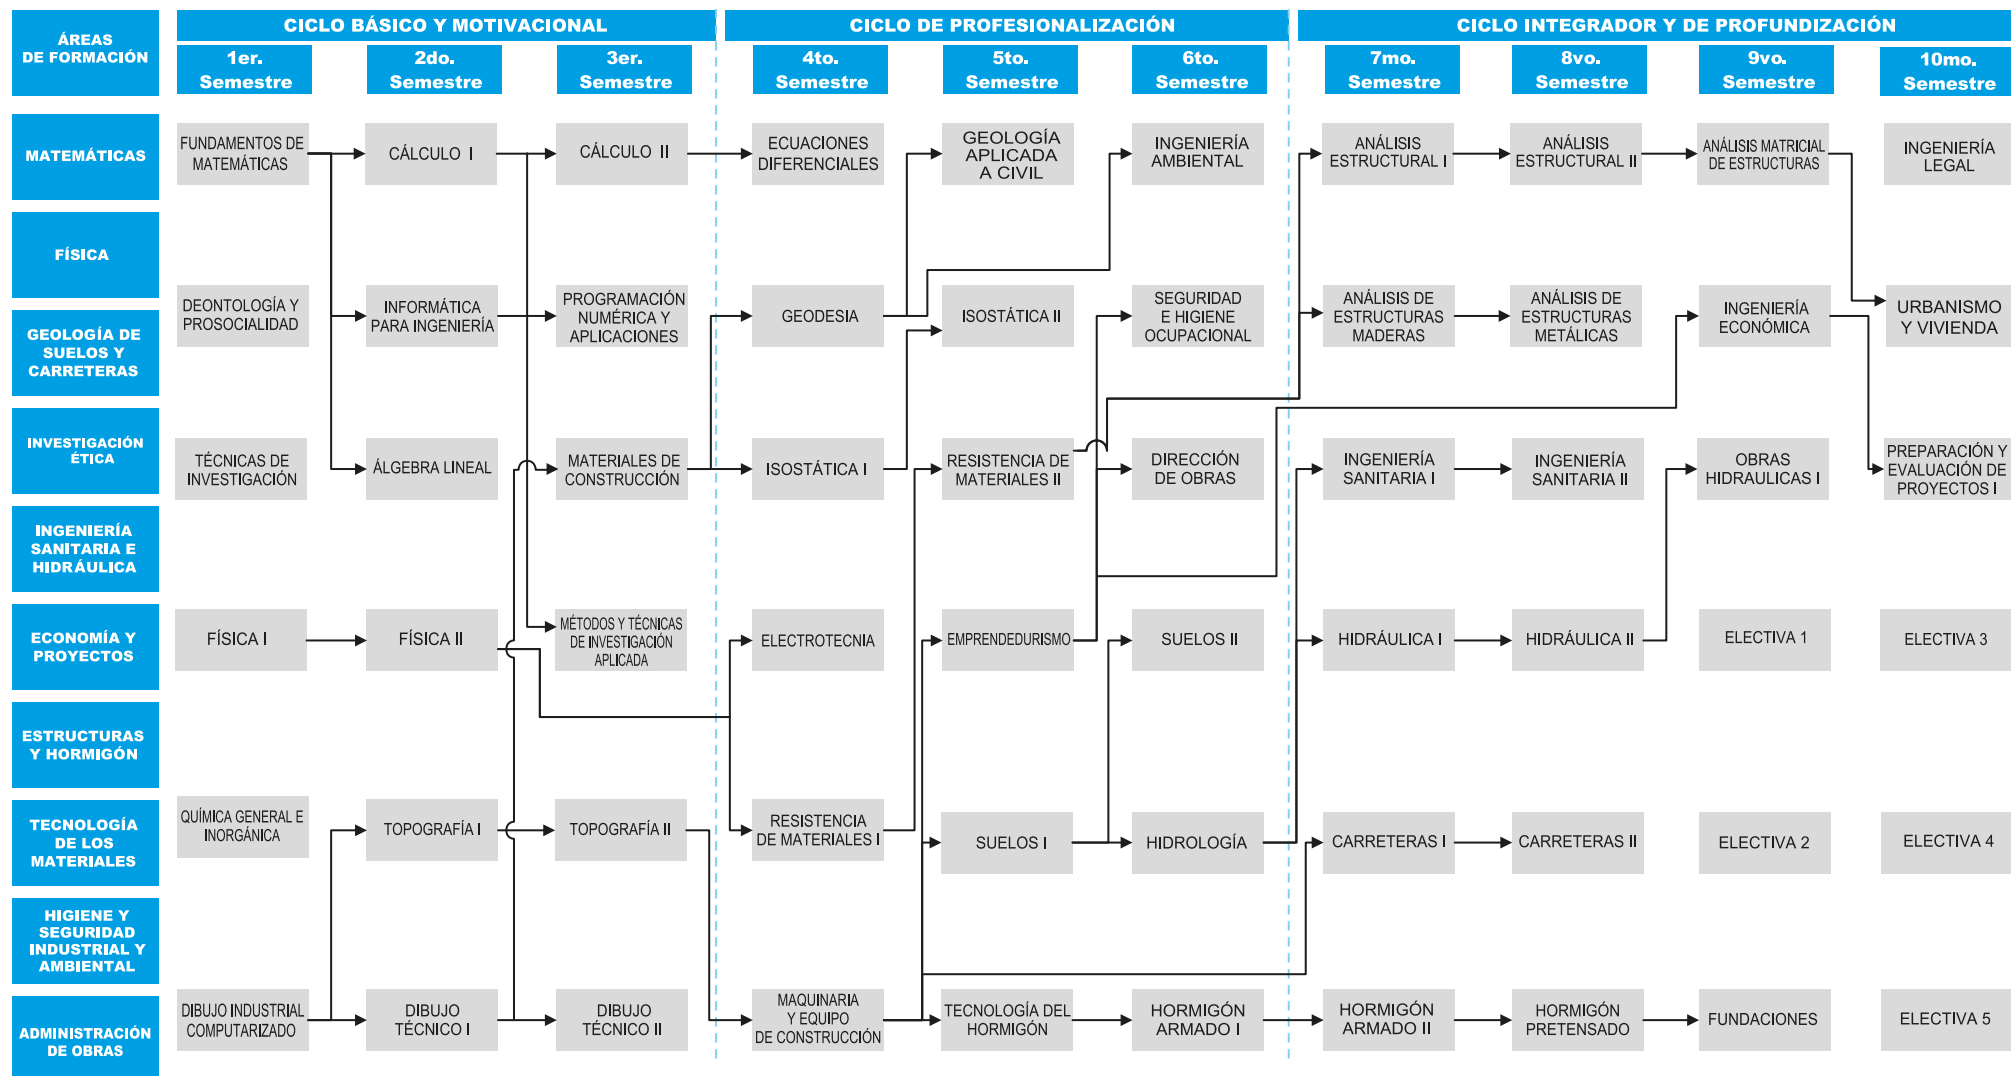 ÁREAS
DE FORMACIÓN
CICLO BÁSICO Y MOTIVACIONAL
CICLO DE PROFESIONALIZACIÓN
CICLO INTEGRADOR Y DE PROFUNDIZACIÓN
1er.
Semestre
2do.
Semestre
3er.
Semestre
4to.
Semestre
5to.
Semestre
6to.
Semestre
7mo.
Semestre
8vo.
Semestre
9vo.
Semestre
10mo.
Semestre
MATEMÁTICAS
FUNDAMENTOS DE
MATEMÁTICAS
CÁLCULO I
CÁLCULO II
ECUACIONES
DIFERENCIALES
GEOLOGÍA
APLICADA
A CIVIL
INGENIERÍA
AMBIENTAL
ANÁLISIS
ESTRUCTURAL I
ANÁLISIS
ESTRUCTURAL II
ANÁLISIS MATRICIAL
DE ESTRUCTURAS
INGENIERÍA
LEGAL
FÍSICA
GEOLOGÍA DE
SUELOS Y
CARRETERAS
DEONTOLOGÍA Y
PROSOCIALIDAD
INFORMÁTICA
PARA INGENIERÍA
PROGRAMACIÓN
NUMÉRICA Y
APLICACIONES
GEODESIA
ISOSTÁTICA II
SEGURIDAD
E HIGIENE
OCUPACIONAL
ANÁLISIS DE
ESTRUCTURAS
MADERAS
ANÁLISIS DE
ESTRUCTURAS
METÁLICAS
INGENIERÍA
ECONÓMICA
URBANISMO
Y VIVIENDA
INVESTIGACIÓN
ÉTICA
TÉCNICAS DE
INVESTIGACIÓN
ÁLGEBRA LINEAL
MATERIALES DE
CONSTRUCCIÓN
ISOSTÁTICA I
RESISTENCIA DE
MATERIALES II
DIRECCIÓN
DE OBRAS
INGENIERÍA
SANITARIA I
INGENIERÍA
SANITARIA II
OBRAS
HIDRAULICAS I
PREPARACIÓN Y
EVALUACIÓN DE
PROYECTOS I
INGENIERÍA
SANITARIA E
HIDRÁULICA
ECONOMÍA Y
PROYECTOS
FÍSICA I
FÍSICA II
MÉTODOS Y TÉCNICAS
DE INVESTIGACIÓN
APLICADA
ELECTROTECNIA
EMPRENDEDURISMO
SUELOS II
HIDRÁULICA I
HIDRÁULICA II
ELECTIVA 1
ELECTIVA 3
ESTRUCTURAS
Y HORMIGÓN
TECNOLOGÍA
DE LOS
MATERIALES
QUÍMICA GENERAL E
INORGÁNICA
TOPOGRAFÍA I
TOPOGRAFÍA II
RESISTENCIA
DE MATERIALES I
SUELOS I
HIDROLOGÍA
CARRETERAS I
CARRETERAS II
ELECTIVA 2
ELECTIVA 4
HIGIENE Y
SEGURIDAD
INDUSTRIAL Y
AMBIENTAL
ADMINISTRACIÓN
DE OBRAS
DIBUJO INDUSTRIAL
COMPUTARIZADO
DIBUJO
TÉCNICO I
DIBUJO
TÉCNICO II
MAQUINARIA
Y EQUIPO
DE CONSTRUCCIÓN
TECNOLOGÍA DEL
HORMIGÓN
HORMIGÓN
ARMADO I
HORMIGÓN
ARMADO II
HORMIGÓN
PRETENSADO
FUNDACIONES
ELECTIVA 5